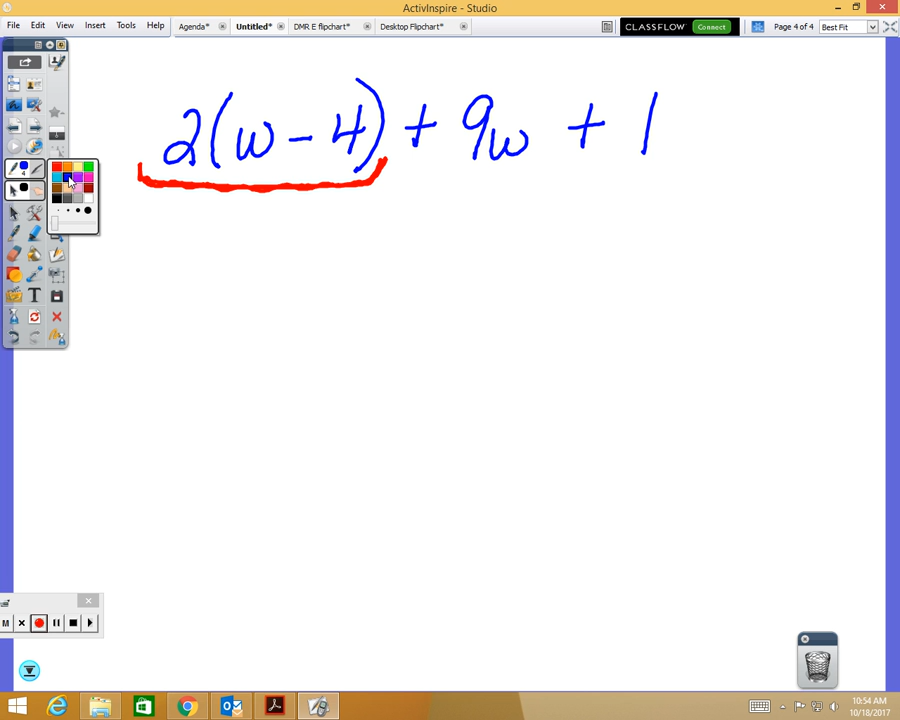 ActivInspire - Studio
File Edit View Insert Tools Help Agenda* Untitled* DMR E flipchart* Desktop Flipchart* CLASSFLOW Connect Page 4 of 4 Best Fit
2(w - 4) + 9w + 1
4
T
M
10:54 AM
10/18/2017